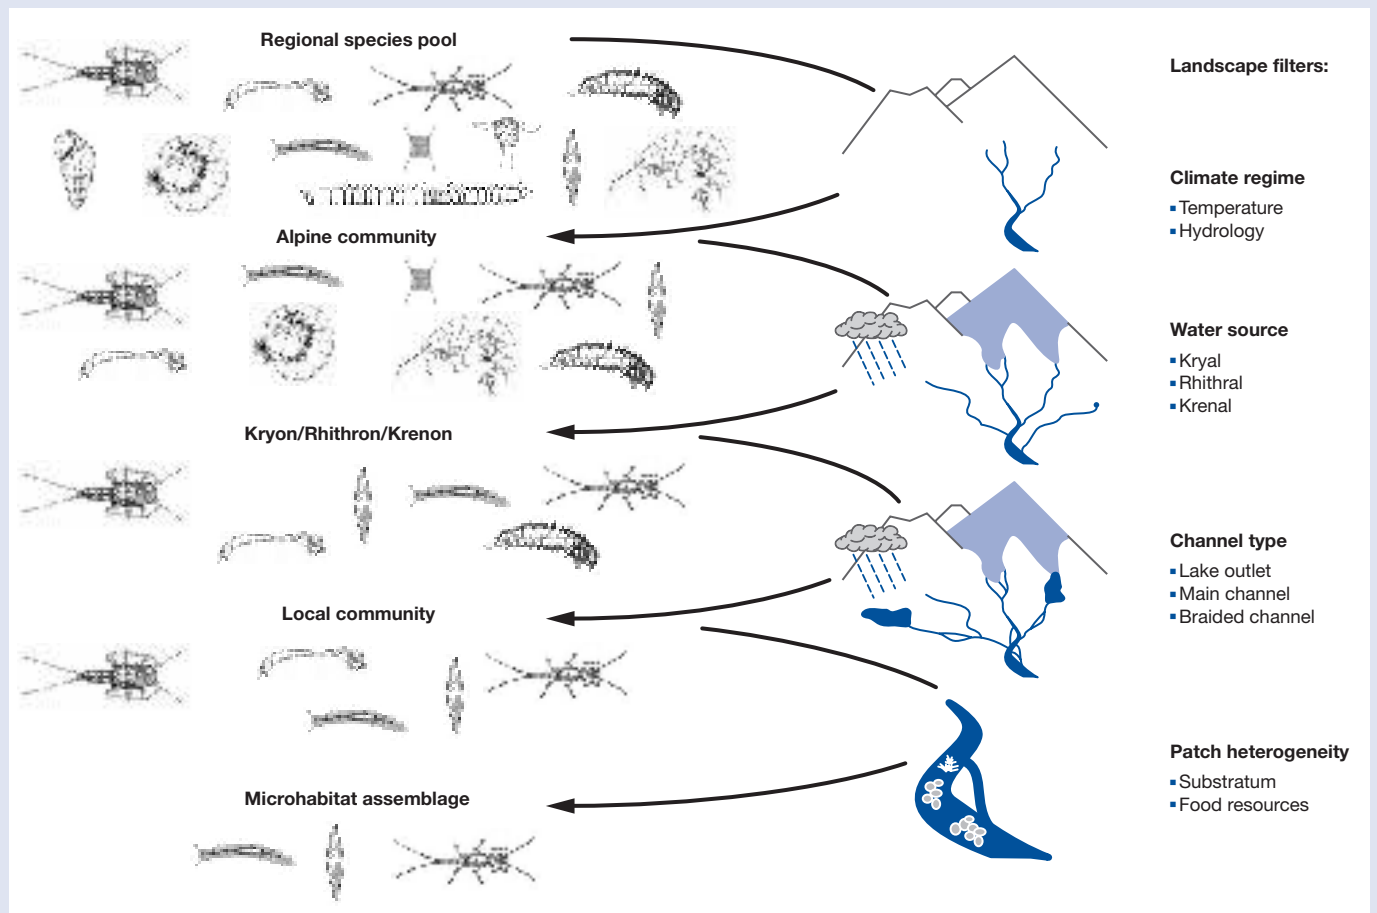 Regional species pool
Alpine community
Kryon/Rhithron/Krenon
Local community
Microhabitat assemblage
Landscape filters:
Climate regime
▪ Temperature
▪ Hydrology
Water source
▪ Kryal
▪ Rhithral
▪ Krenal
Channel type
▪ Lake outlet
▪ Main channel
▪ Braided channel
Patch heterogeneity
▪ Substratum
▪ Food resources